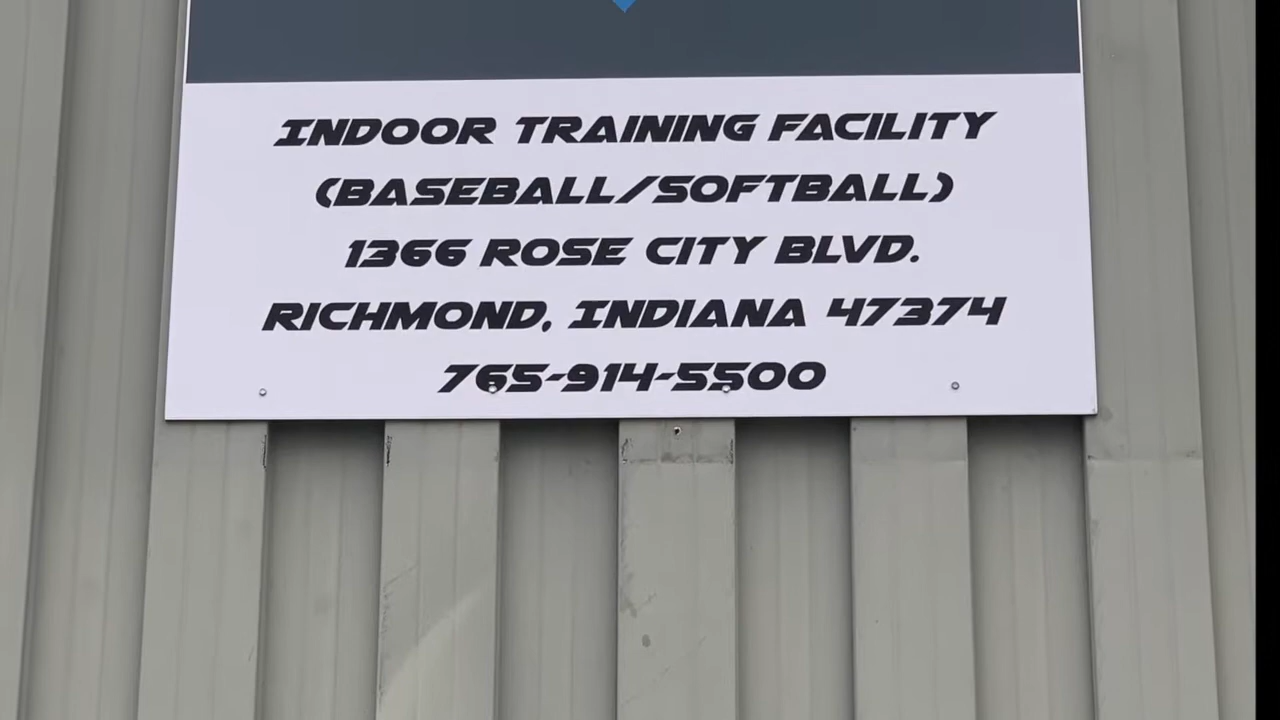 INDOOR TRAINING FACILITY
(BASEBALL/SOFTBALL)
1366 ROSE CITY BLVD.
RICHMOND, INDIANA 47374
765-914-5500